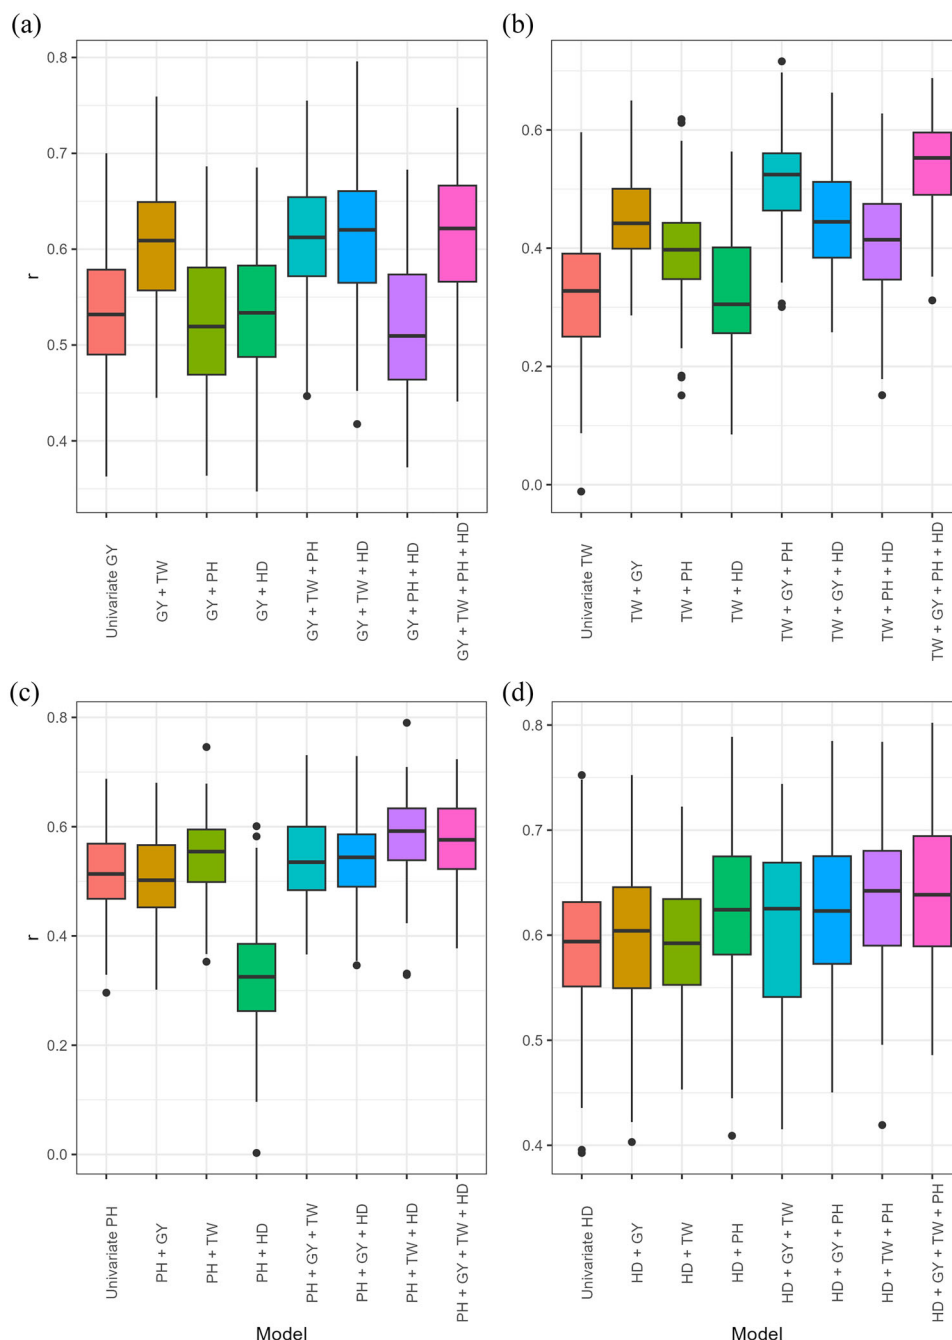 (a)
0.8
0.7
0.6
0.5
0.4
r
Univariate GY
GY + TW
GY + PH
GY + HD
GY + TW + PH
GY + TW + HD
GY + PH + HD
GY + TW + PH + HD
(b)
0.6
0.4
0.2
0.0
Univariate TW
TW + GY
TW + PH
TW + HD
TW + GY + PH
TW + GY + HD
TW + PH + HD
TW + GY + PH + HD
(c)
0.8
0.6
0.4
0.2
0.0
r
Univariate PH
PH + GY
PH + TW
PH + HD
PH + GY + TW
PH + GY + HD
PH + TW + HD
PH + GY + TW + HD
Model
(d)
0.8
0.7
0.6
0.5
0.4
Univariate HD
HD + GY
HD + TW
HD + PH
HD + GY + TW
HD + GY + PH
HD + TW + PH
HD + GY + TW + PH
Model